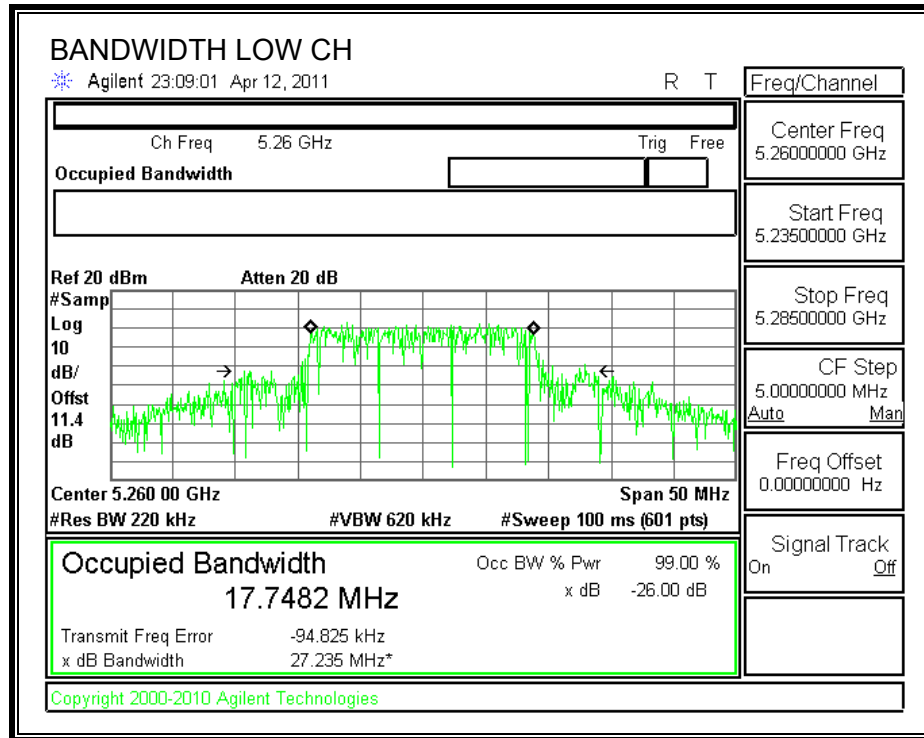 BANDWIDTH LOW CH
Agilent 23:09:01 Apr 12, 2011
R T
Freq/Channel
Ch Freq 5.26 GHz
Trig Free
Occupied Bandwidth
Center Freq
5.26000000 GHz
Start Freq
5.23500000 GHz
Stop Freq
5.28500000 GHz
CF Step
5.00000000 MHz
Auto Man
Freq Offset
0.00000000 Hz
Signal Track
On Off
Ref 20 dBm
Atten 20 dB
#Samp
Log
10
dB/
Offst
11.4
dB
Center 5.260 00 GHz
Span 50 MHz
#Res BW 220 kHz
#VBW 620 kHz
#Sweep 100 ms (601 pts)
Occupied Bandwidth
17.7482 MHz
Occ BW % Pwr 99.00 %
x dB -26.00 dB
Transmit Freq Error -94.825 kHz
x dB Bandwidth 27.235 MHz*
Copyright 2000-2010 Agilent Technologies